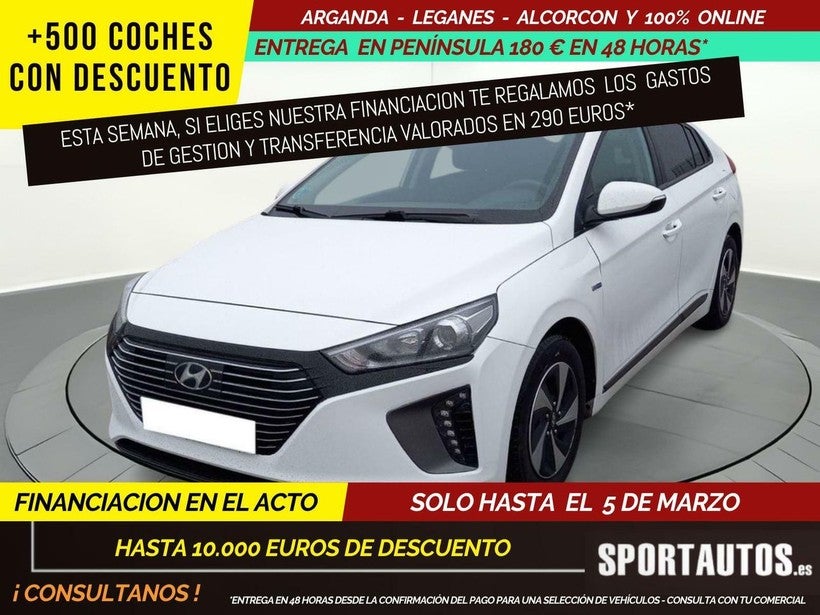 +500 COCHES
CON DESCUENTO
ARGANDA - LEGANES - ALCORCON Y 100% ONLINE
ENTREGA EN PENÍNSULA 180 € EN 48 HORAS*
ESTA SEMANA, SI ELIGES NUESTRA FINANCIACION TE REGALAMOS LOS GASTOS
DE GESTION Y TRANSFERENCIA VALORADOS EN 290 EUROS*
FINANCIACION EN EL ACTO
SOLO HASTA EL 5 DE MARZO
HASTA 10.000 EUROS DE DESCUENTO
SPORTAUTOS.es
¡ CONSULTANOS !
*ENTREGA EN 48 HORAS DESDE LA CONFIRMACIÓN DEL PAGO PARA UNA SELECCIÓN DE VEHÍCULOS - CONSULTA CON TU COMERCIAL